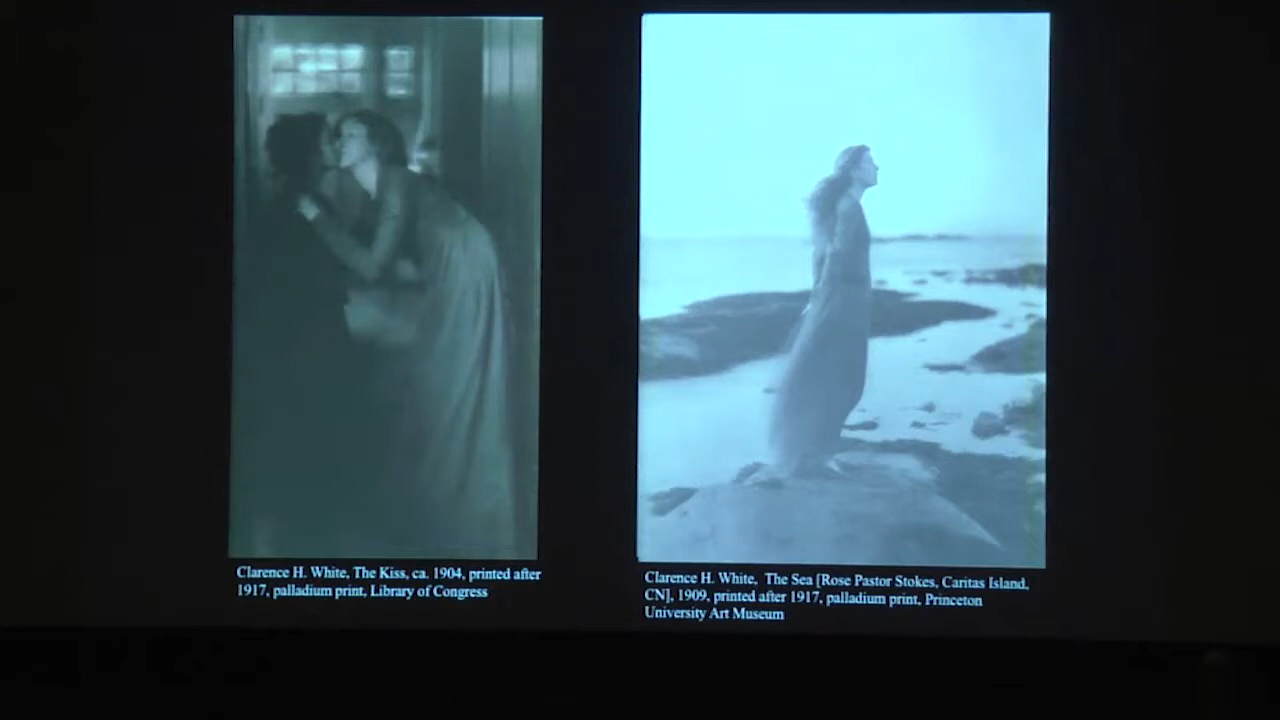 Clarence H. White, The Kiss, ca. 1904, printed after
1917, palladium print, Library of Congress
Clarence H. White,  The Sea [Rose Pastor Stokes, Caritas Island,
CN], 1909, printed after 1917, palladium print, Princeton
University Art Museum